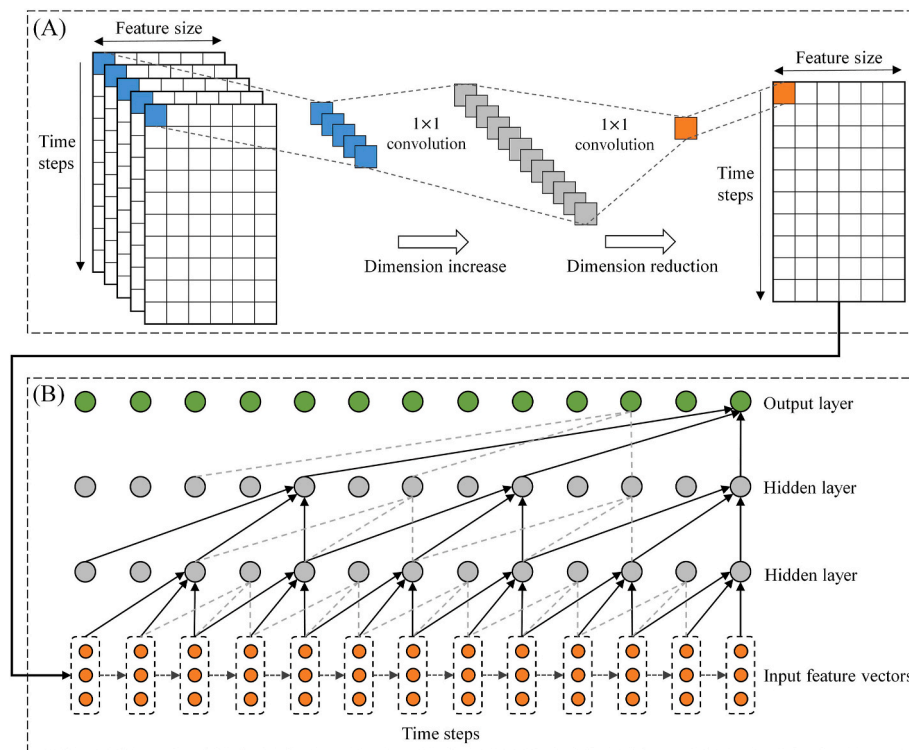 (A)
Feature size
Time
steps
1×1
convolution
1×1
convolution
Dimension increase
Dimension reduction
Feature size
Time
steps
(B)
Output layer
Hidden layer
Hidden layer
Input feature vectors
Time steps